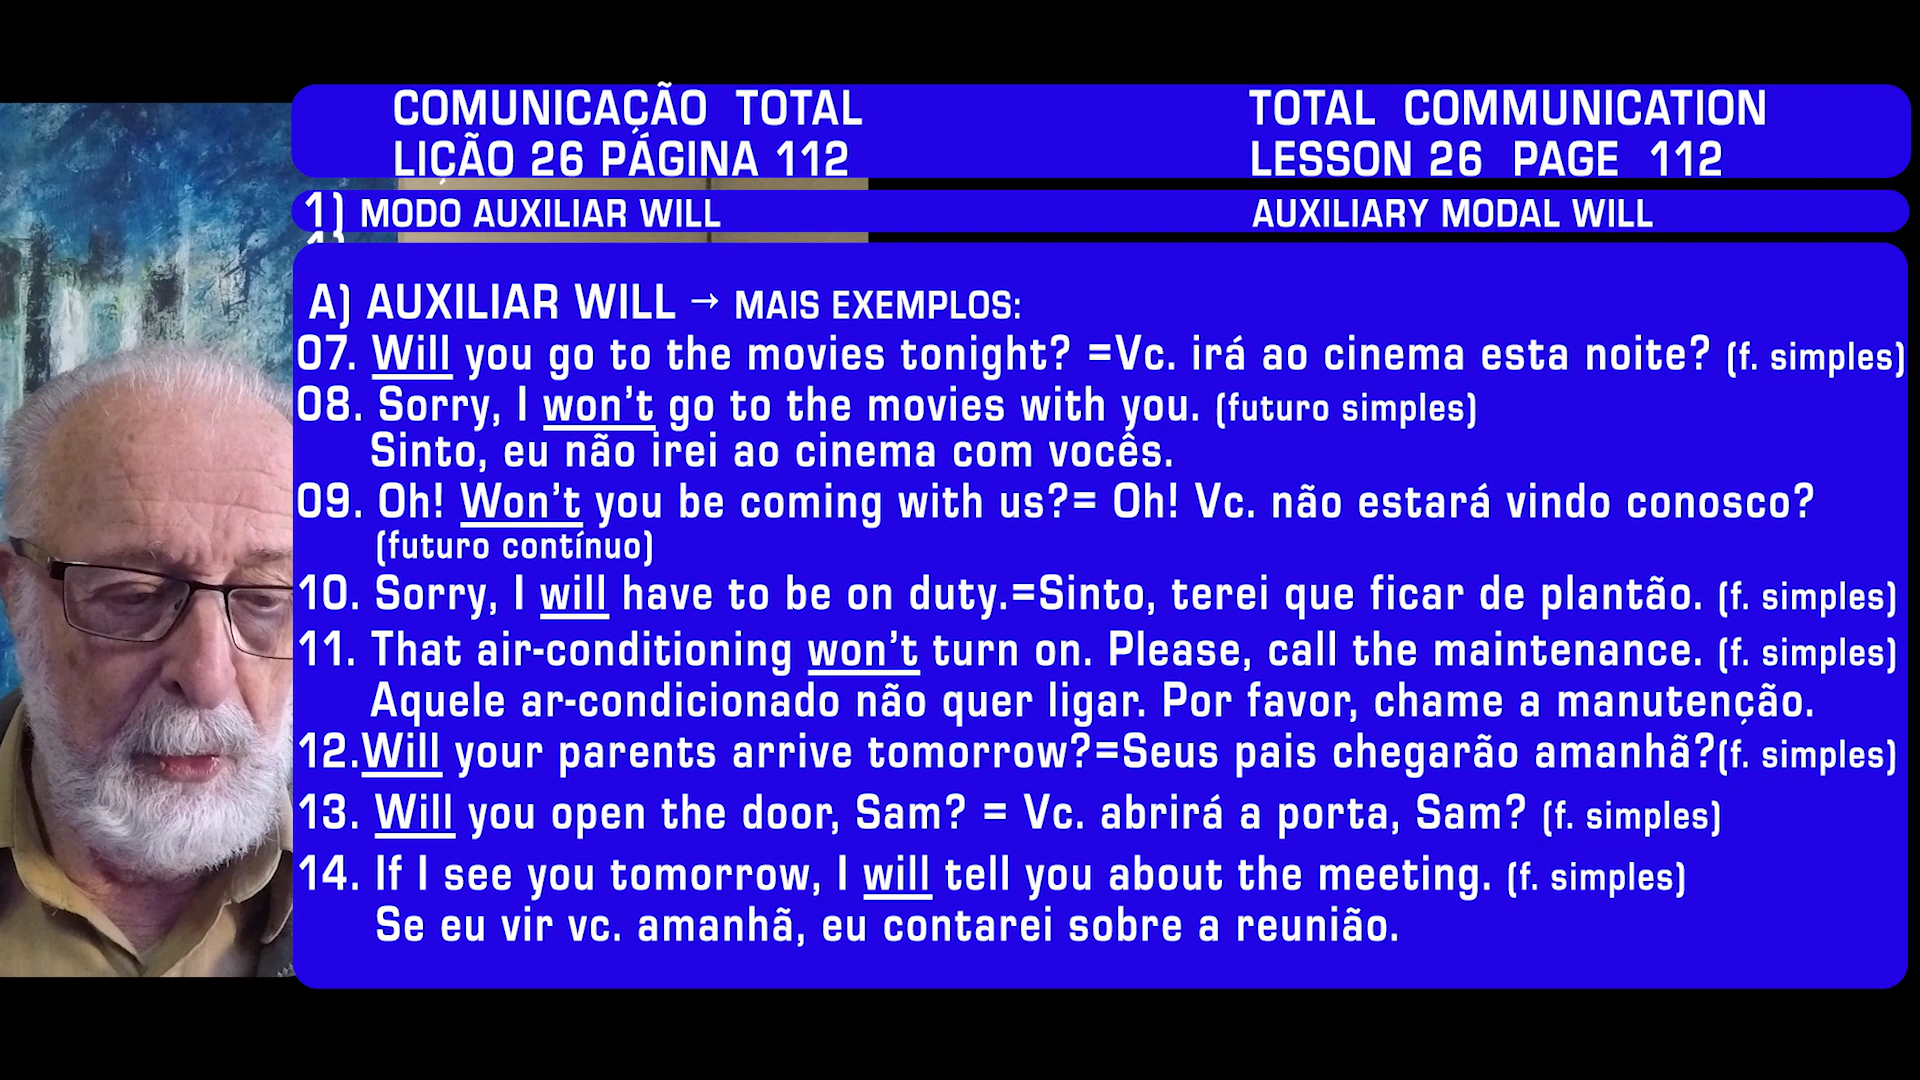 COMUNICAÇÃO TOTAL
LIÇÃO 26 PÁGINA 112
TOTAL COMMUNICATION
LESSON 26 PAGE 112
1) MODO AUXILIAR WILL
AUXILIARY MODAL WILL
A) AUXILIAR WILL → MAIS EXEMPLOS:
07. Will you go to the movies tonight? =Vc. irá ao cinema esta noite? (f. simples)
08. Sorry, I won't go to the movies with you. (futuro simples)
Sinto, eu não irei ao cinema com vocês.
09. Oh! Won't you be coming with us?= Oh! Vc. não estará vindo conosco?
(futuro contínuo)
10. Sorry, I will have to be on duty.=Sinto, terei que ficar de plantão. (f. simples)
11. That air-conditioning won't turn on. Please, call the maintenance. (f. simples)
Aquele ar-condicionado não quer ligar. Por favor, chame a manutenção.
12.Will your parents arrive tomorrow?=Seus pais chegarão amanhã?(f. simples)
13. Will you open the door, Sam? = Vc. abrirá a porta, Sam? (f. simples)
14. If I see you tomorrow, I will tell you about the meeting. (f. simples)
Se eu vir vc. amanhã, eu contarei sobre a reunião.